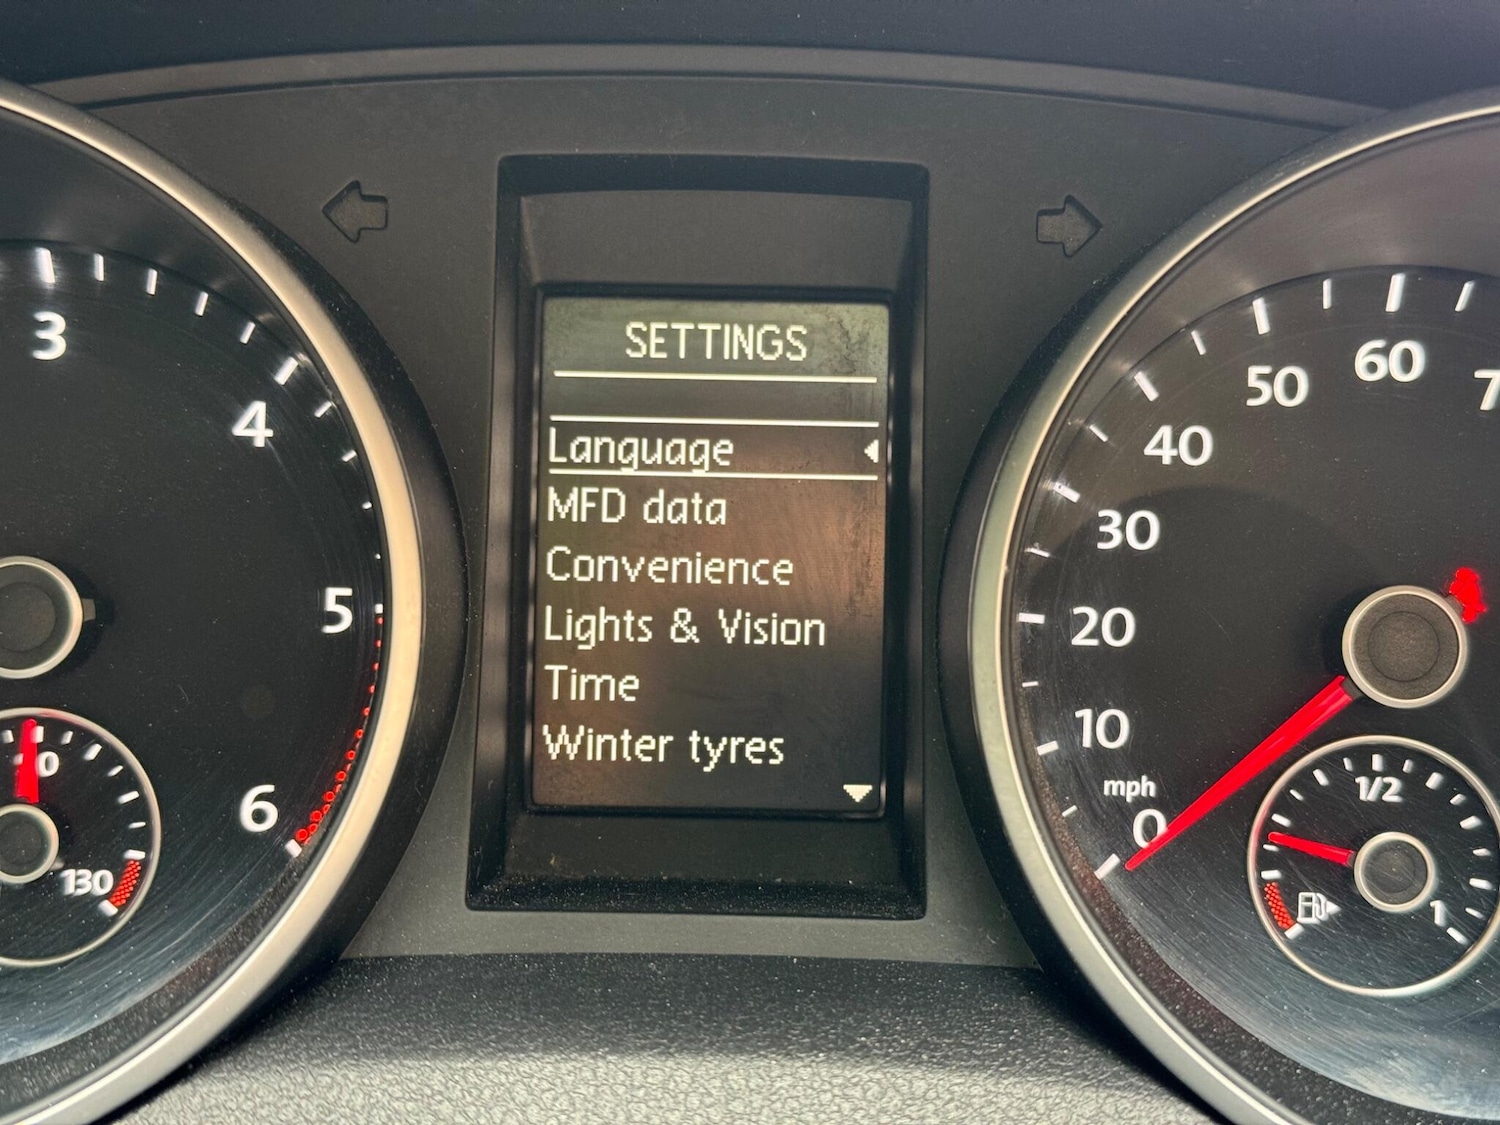 SETTINGS
Language
MFD data
Convenience
Lights & Vision
Time
Winter tyres
3
4
5
6
130
10
20
30
40
50
60
mph
0
1/2
1